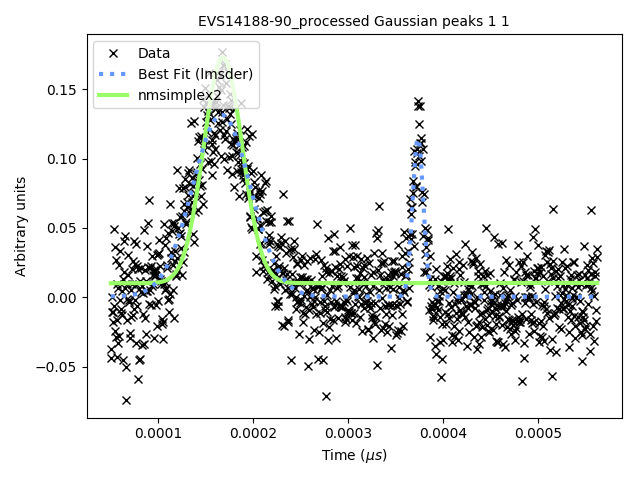 EVS14188-90_processed Gaussian peaks 1 1
Data
Best Fit (lmsder)
nmsimplex2
0.15
0.10
0.05
0.00
−0.05
Arbitrary units
0.0001 0.0002 0.0003 0.0004 0.0005
Time (μs)